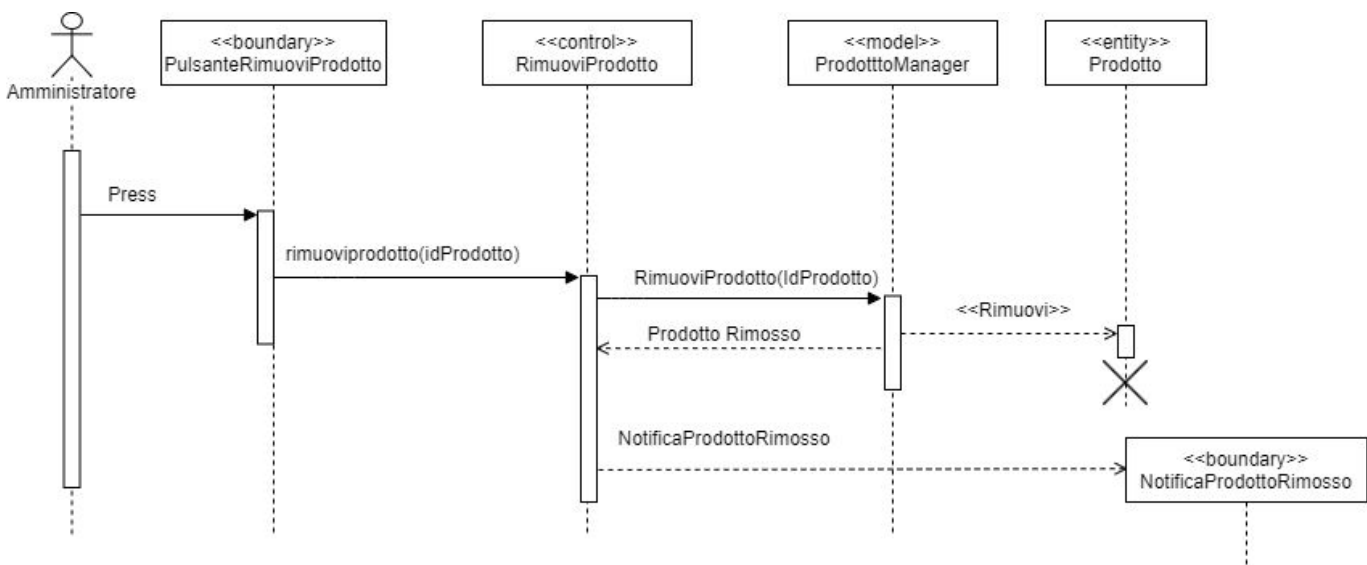 Amministratore
<<boundary>>
PulsanteRimuoviProdotto
<<control>>
RimuoviProdotto
<<model>>
ProdotttoManager
<<entity>>
Prodotto
Press
rimuoviprodotto(idProdotto)
RimuoviProdotto(IdProdotto)
<<Rimuovi>>
Prodotto Rimosso
NotificaProdottoRimosso
<<boundary>>
NotificaProdottoRimosso